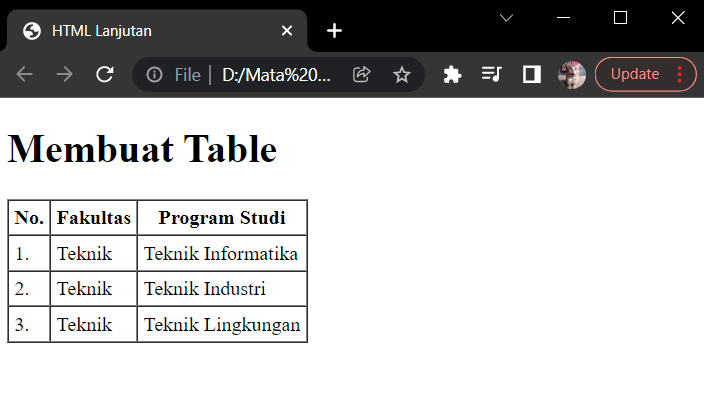 HTML Lanjutan
File | D:/Mata%20... Update
Membuat Table
No. Fakultas Program Studi
1. Teknik Teknik Informatika
2. Teknik Teknik Industri
3. Teknik Teknik Lingkungan